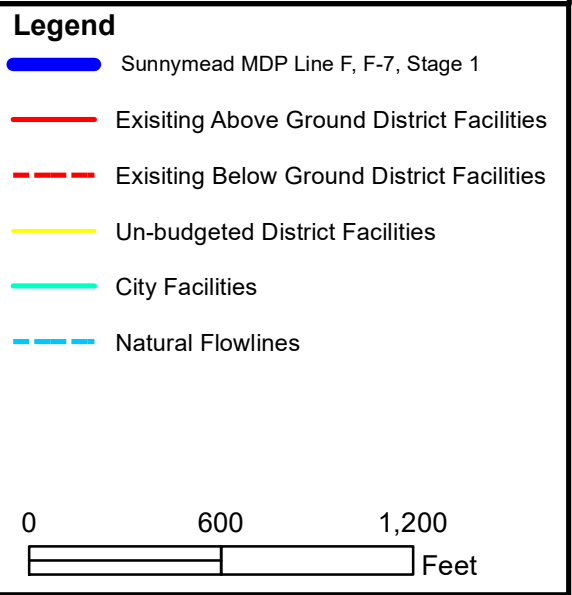 Legend
Sunnymead MDP Line F, F-7, Stage 1
Exisiting Above Ground District Facilities
Exisiting Below Ground District Facilities
Un-budgeted District Facilities
City Facilities
Natural Flowlines
0 600 1,200
Feet